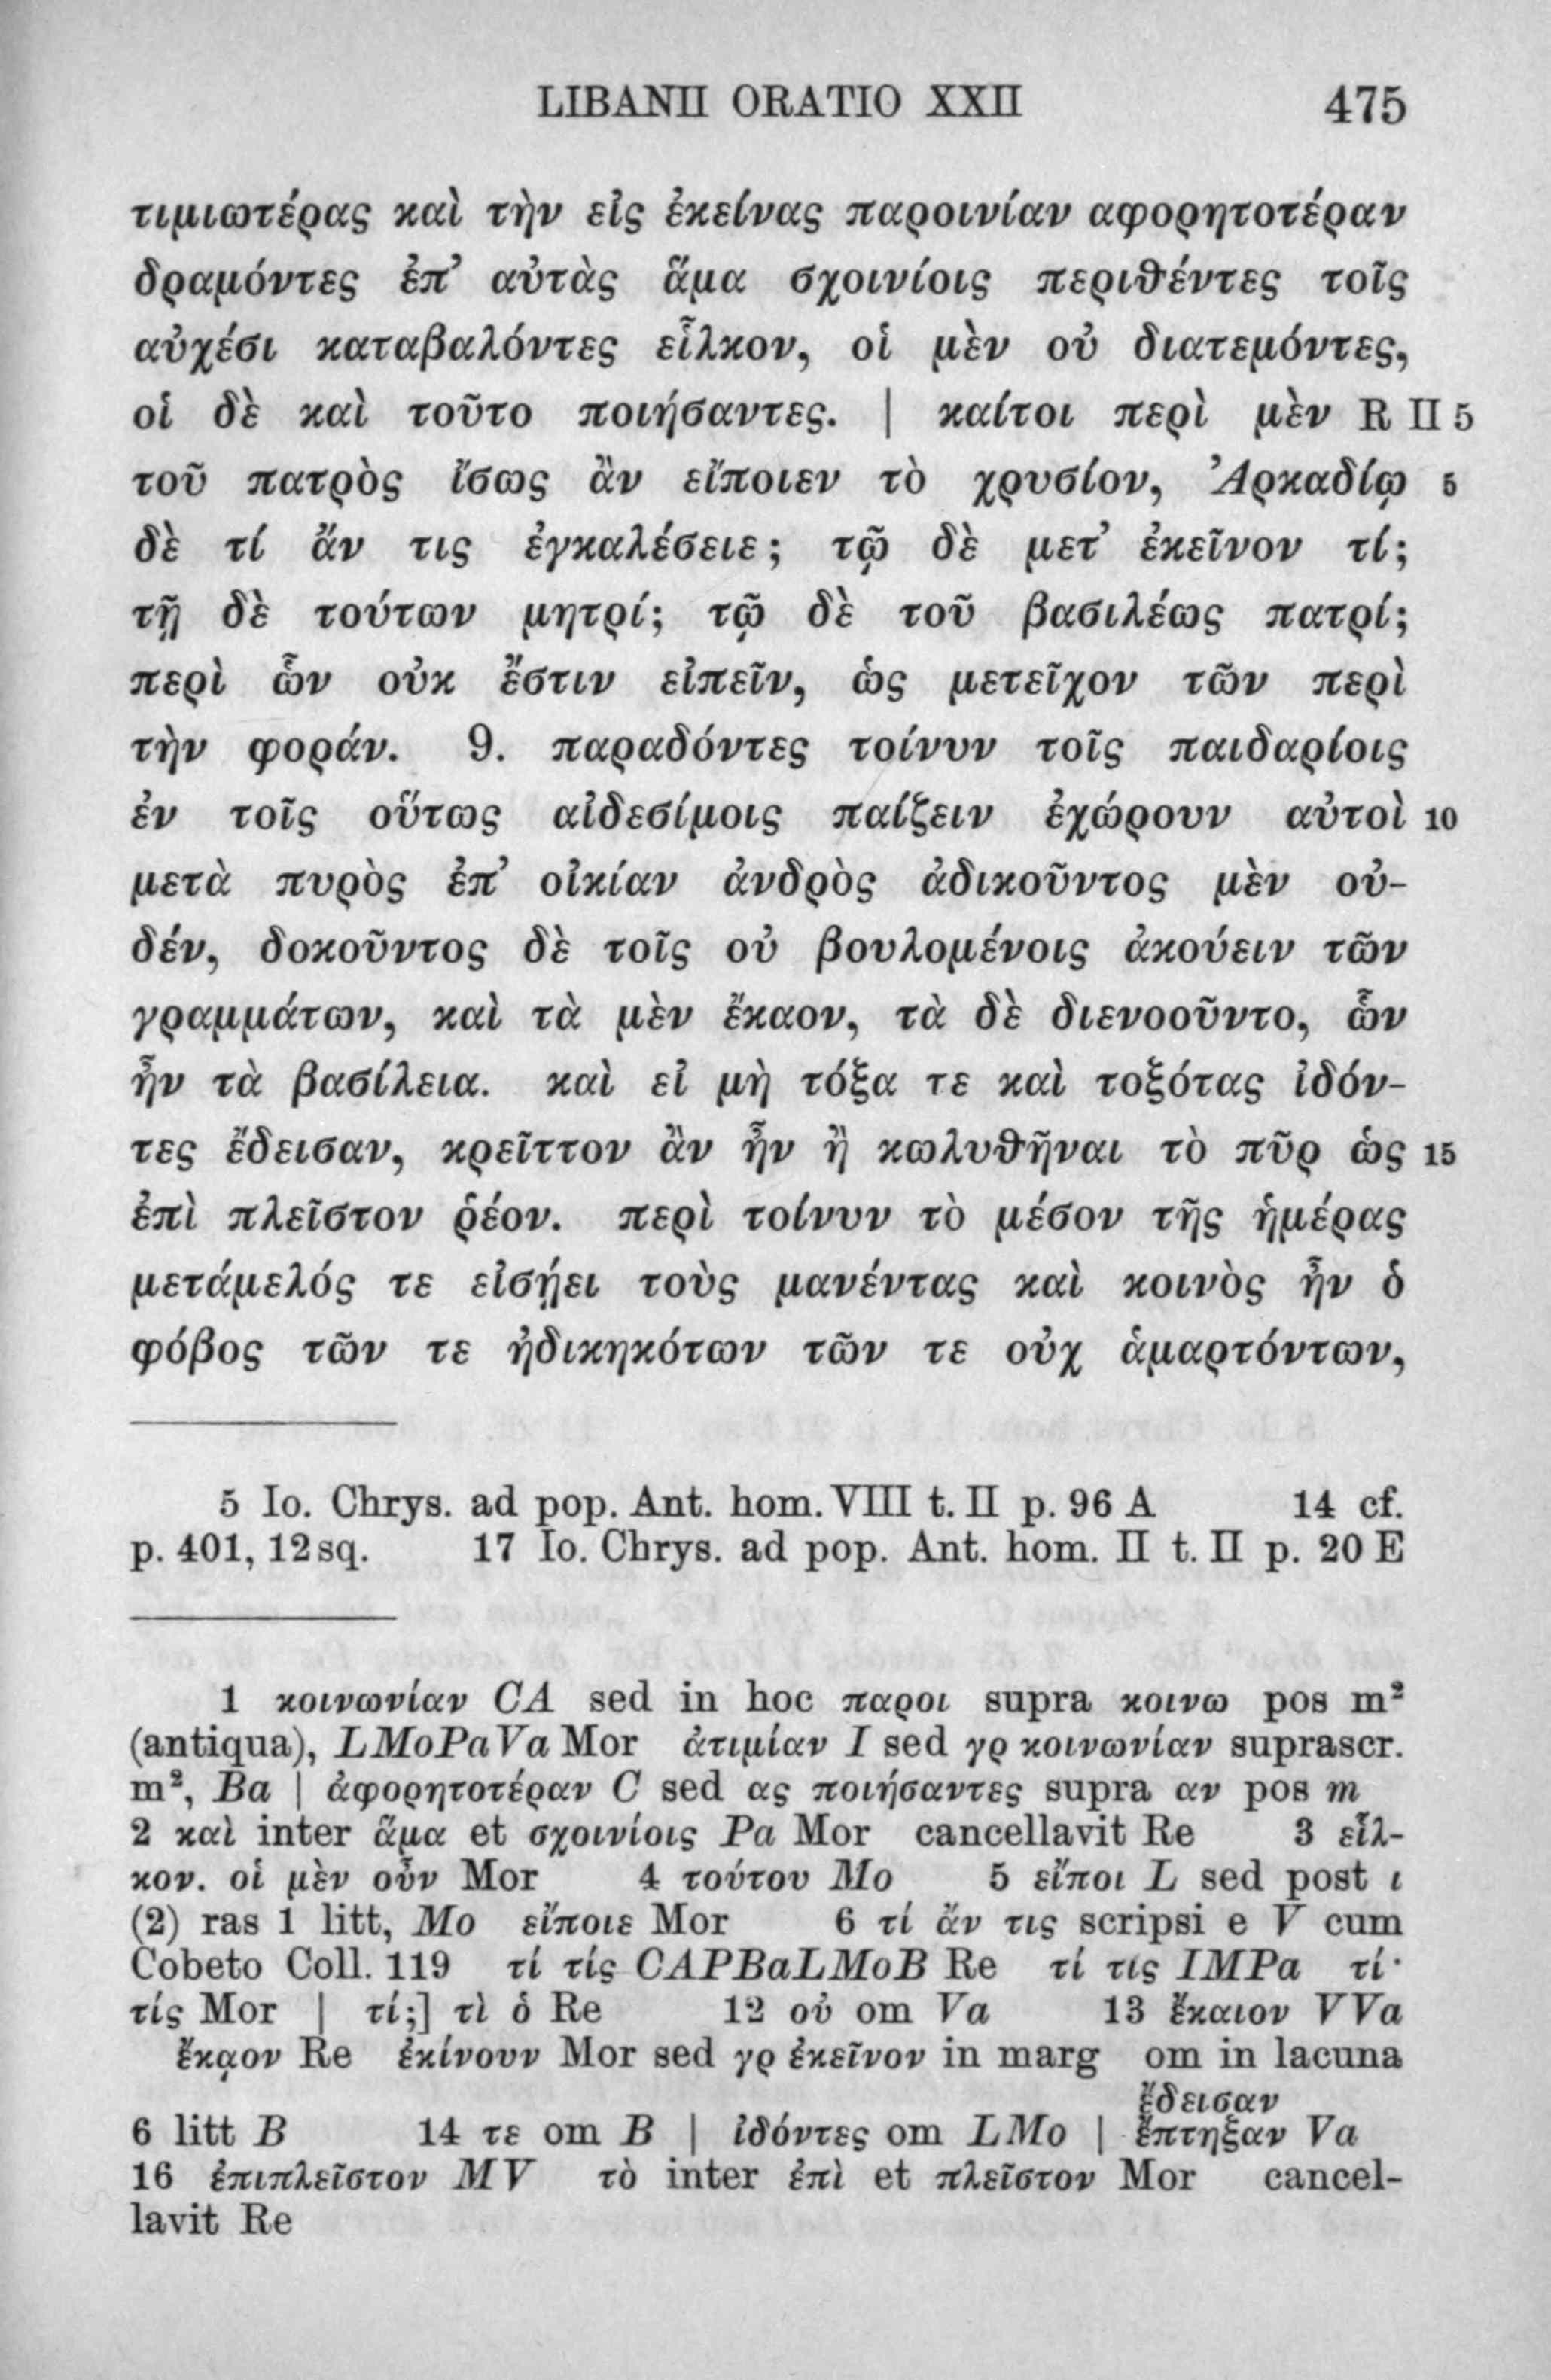 LIBANII ORATIO XXII 475
τιμιωτέρας καὶ τὴν εἰς ἐκείνας παροινίαν αφορητοτέραν
δραμόντες ἐπ’ αὐτὰς ἅμα σχοινίοις περιθέντες τοῖς
αὐχέσι καταβαλόντες εἷλκον, οἱ μὲν οὐ διατεμόντες,
οἱ δὲ καὶ τοῦτο ποιήσαντες. | καίτοι περὶ μὲν R II 5
τοῦ πατρὸς ἴσως ἂν εἴποιεν τὸ χρυσίον, Ἀρκαδίῳ 5
δὲ τί ἄν τις ἐγκαλέσειε; τῷ δὲ μετ’ ἐκεῖνον τί;
τῇ δὲ τούτων μητρί; τῷ δὲ τοῦ βασιλέως πατρί;
περὶ ὧν οὐκ ἔστιν εἰπεῖν, ὡς μετεῖχον τῶν περὶ
τὴν φοράν. 9. παραδόντες τοίνυν τοῖς παιδαρίοις
ἐν τοῖς οὕτως αἰδεσίμοις παίζειν ἐχώρουν αὐτοὶ 10
μετὰ πυρὸς ἐπ’ οἰκίαν ἀνδρὸς ἀδικοῦντος μὲν οὐ-
δέν, δοκοῦντος δὲ τοῖς οὐ βουλομένοις ἀκούειν τῶν
γραμμάτων, καὶ τὰ μὲν ἔκαον, τὰ δὲ διενοοῦντο, ὧν
ἦν τὰ βασίλεια. καὶ εἰ μὴ τόξα τε καὶ τοξότας ἰδόν-
τες ἔδεισαν, κρεῖττον ἂν ἦν ἢ κωλυθῆναι τὸ πῦρ ὡς 15
ἐπὶ πλεῖστον ῥέον. περὶ τοίνυν τὸ μέσον τῆς ἡμέρας
μετάμελός τε εἰσῄει τοὺς μανέντας καὶ κοινὸς ἦν ὁ
φόβος τῶν τε ἠδικηκότων τῶν τε οὐχ ἁμαρτόντων,
5 Io. Chrys. ad pop. Ant. hom. VIII t. II p. 96 A 14 cf.
p. 401, 12 sq. 17 Io. Chrys. ad pop. Ant. hom. II t. II p. 20 E
1 κοινωνίαν CA sed in hoc παροι supra κοινω pos m²
(antiqua), LMoPaVa Mor ἀτιμίαν I sed γρ κοινωνίαν suprascr.
m², Ba | ἀφορητοτέραν C sed ας ποιήσαντες supra αν pos m
2 καὶ inter ἅμα et σχοινίοις Pa Mor cancellavit Re 3 εἷλ-
κον. οἱ μὲν οὖν Mor 4 τούτου Mo 5 εἴποι L sed post ι
(2) ras 1 litt, Mo εἴποιε Mor 6 τί ἄν τις scripsi e V cum
Cobeto Coll. 119 τί τίς CAPBaLMoB Re τί τις IMPa τί·
τίς Mor | τί;] τὶ ὁ Re 12 οὐ om Va 13 ἔκαιον VVa
ἔκᾳον Re ἐκίνουν Mor sed γρ ἐκεῖνον in marg om in lacuna
ἔδεισαν
6 litt B 14 τε om B | ἰδόντες om LMo | ἔπτηξαν Va
16 ἐπιπλεῖστον MV τὸ inter ἐπὶ et πλεῖστον Mor cancel-
lavit Re